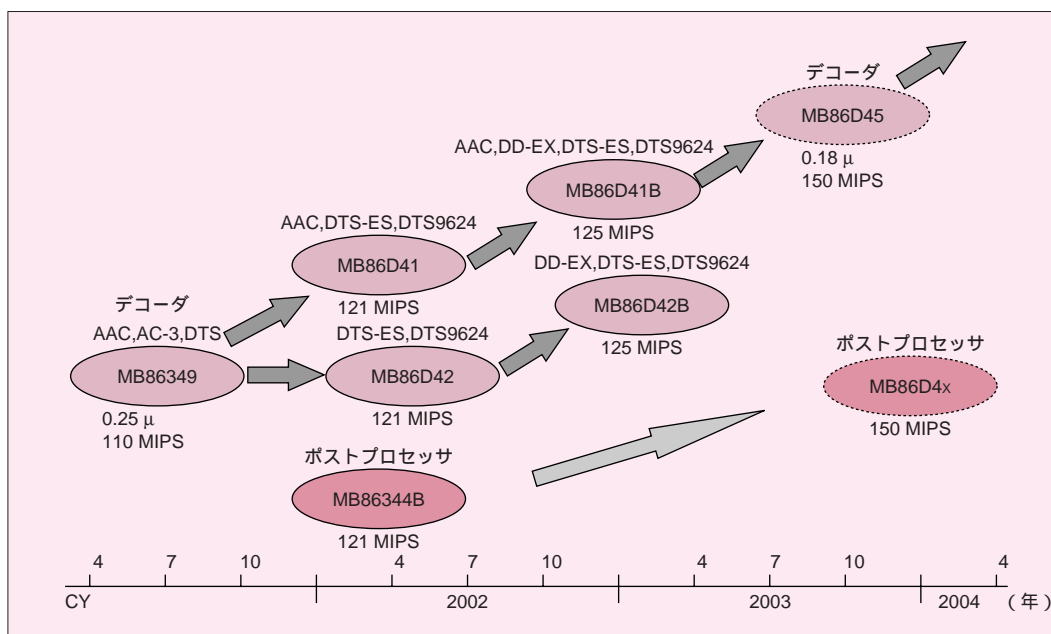 デコーダ
MB86D45
0.18 μ
150 MIPS
AAC,DD-EX,DTS-ES,DTS9624
MB86D41B
125 MIPS
AAC,DTS-ES,DTS9624
MB86D41
121 MIPS
DD-EX,DTS-ES,DTS9624
MB86D42B
125 MIPS
デコーダ
AAC,AC-3,DTS
MB86349
0.25 μ
110 MIPS
DTS-ES,DTS9624
MB86D42
121 MIPS
ポストプロセッサ
MB86D4x
150 MIPS
ポストプロセッサ
MB86344B
121 MIPS
4 7 10 4 7 10 4 7 10 4
CY 2002 2003 2004 (年)